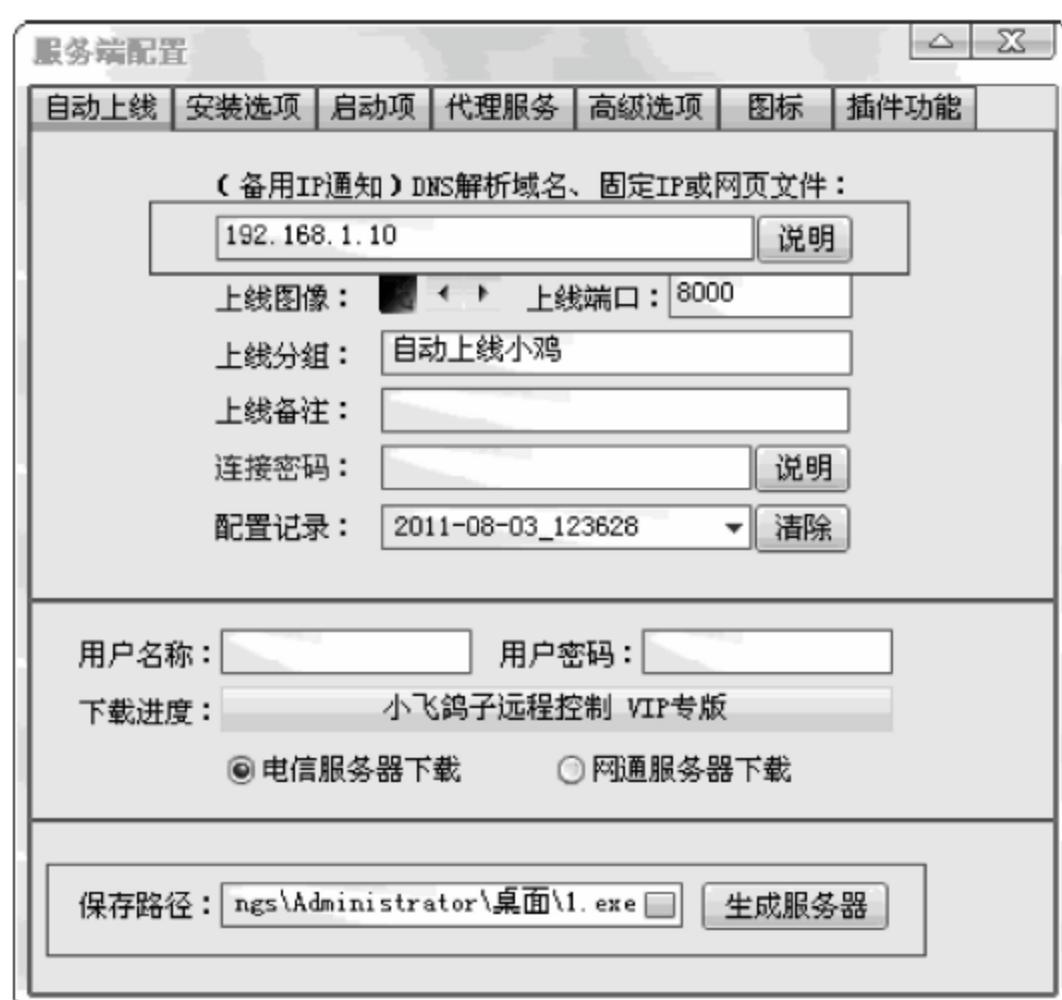 服务端配置
自动上线 安装选项 启动项 代理服务 高级选项 图标 插件功能
(备用IP通知)DNS解析域名、固定IP或网页文件：
192.168.1.10 说明
上线图像： 上线端口：8000
上线分组： 自动上线小鸡
上线备注：
连接密码： 说明
配置记录： 2011-08-03_123628 清除
用户名称： 用户密码：
下载进度： 小飞鸽子远程控制 VIP专版
电信服务器下载 网通服务器下载
保存路径： ngs\Administrator\桌面\1.exe 生成服务器